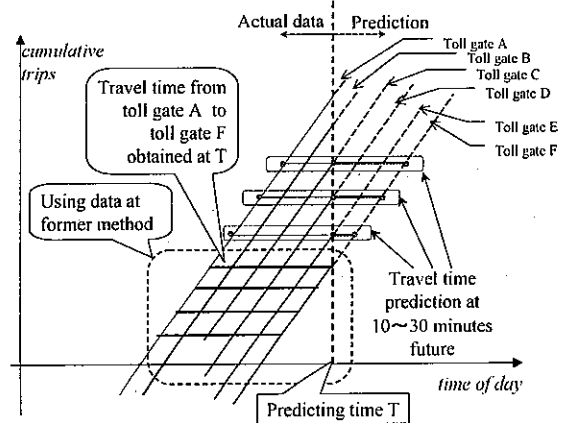 Actual data
Prediction
cumulative
trips
Toll gate A
Toll gate B
Toll gate C
Toll gate D
Toll gate E
Toll gate F
Travel time from
toll gate A to
toll gate F
obtained at T
Using data at
former method
Travel time
prediction at
10~30 minutes
future
time of day
Predicting time T